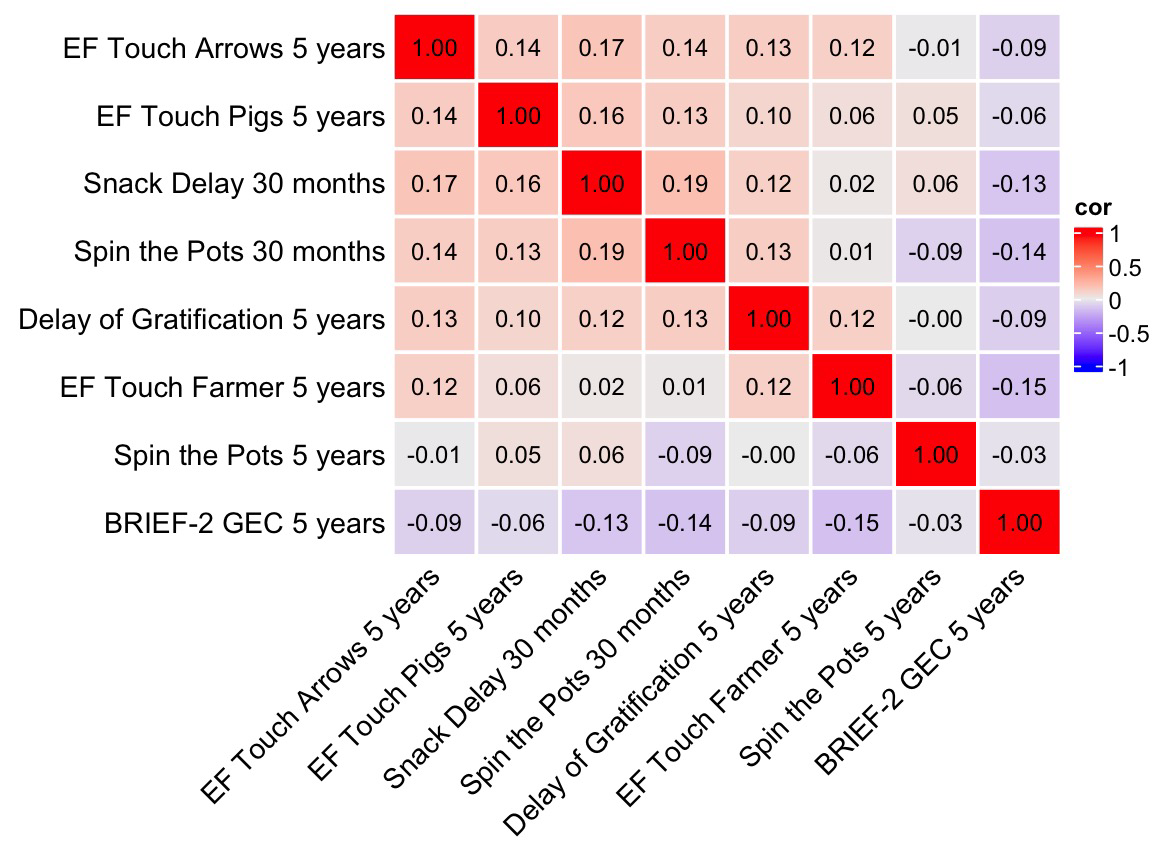 EF Touch Arrows 5 years 1.00 0.14 0.17 0.14 0.13 0.12 -0.01 -0.09
EF Touch Pigs 5 years 0.14 1.00 0.16 0.13 0.10 0.06 0.05 -0.06
Snack Delay 30 months 0.17 0.16 1.00 0.19 0.12 0.02 0.06 -0.13
Spin the Pots 30 months 0.14 0.13 0.19 1.00 0.13 0.01 -0.09 -0.14
Delay of Gratification 5 years 0.13 0.10 0.12 0.13 1.00 0.12 -0.00 -0.09
EF Touch Farmer 5 years 0.12 0.06 0.02 0.01 0.12 1.00 -0.06 -0.15
Spin the Pots 5 years -0.01 0.05 0.06 -0.09 -0.00 -0.06 1.00 -0.03
BRIEF-2 GEC 5 years -0.09 -0.06 -0.13 -0.14 -0.09 -0.15 -0.03 1.00
EF Touch Arrows 5 years
EF Touch Pigs 5 years
Snack Delay 30 months
Spin the Pots 30 months
Delay of Gratification 5 years
EF Touch Farmer 5 years
Spin the Pots 5 years
BRIEF-2 GEC 5 years
cor
1
0.5
0
-0.5
-1